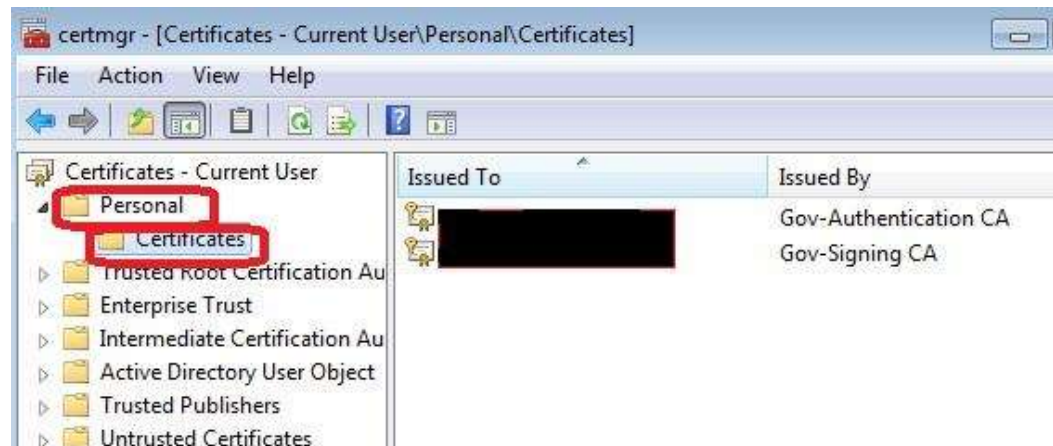 certmgr - [Certificates - Current User\Personal\Certificates]
File Action View Help
Certificates - Current User
Personal
Certificates
Trusted Root Certification Au
Enterprise Trust
Intermediate Certification Au
Active Directory User Object
Trusted Publishers
Untrusted Certificates
Issued To Issued By
Gov-Authentication CA
Gov-Signing CA